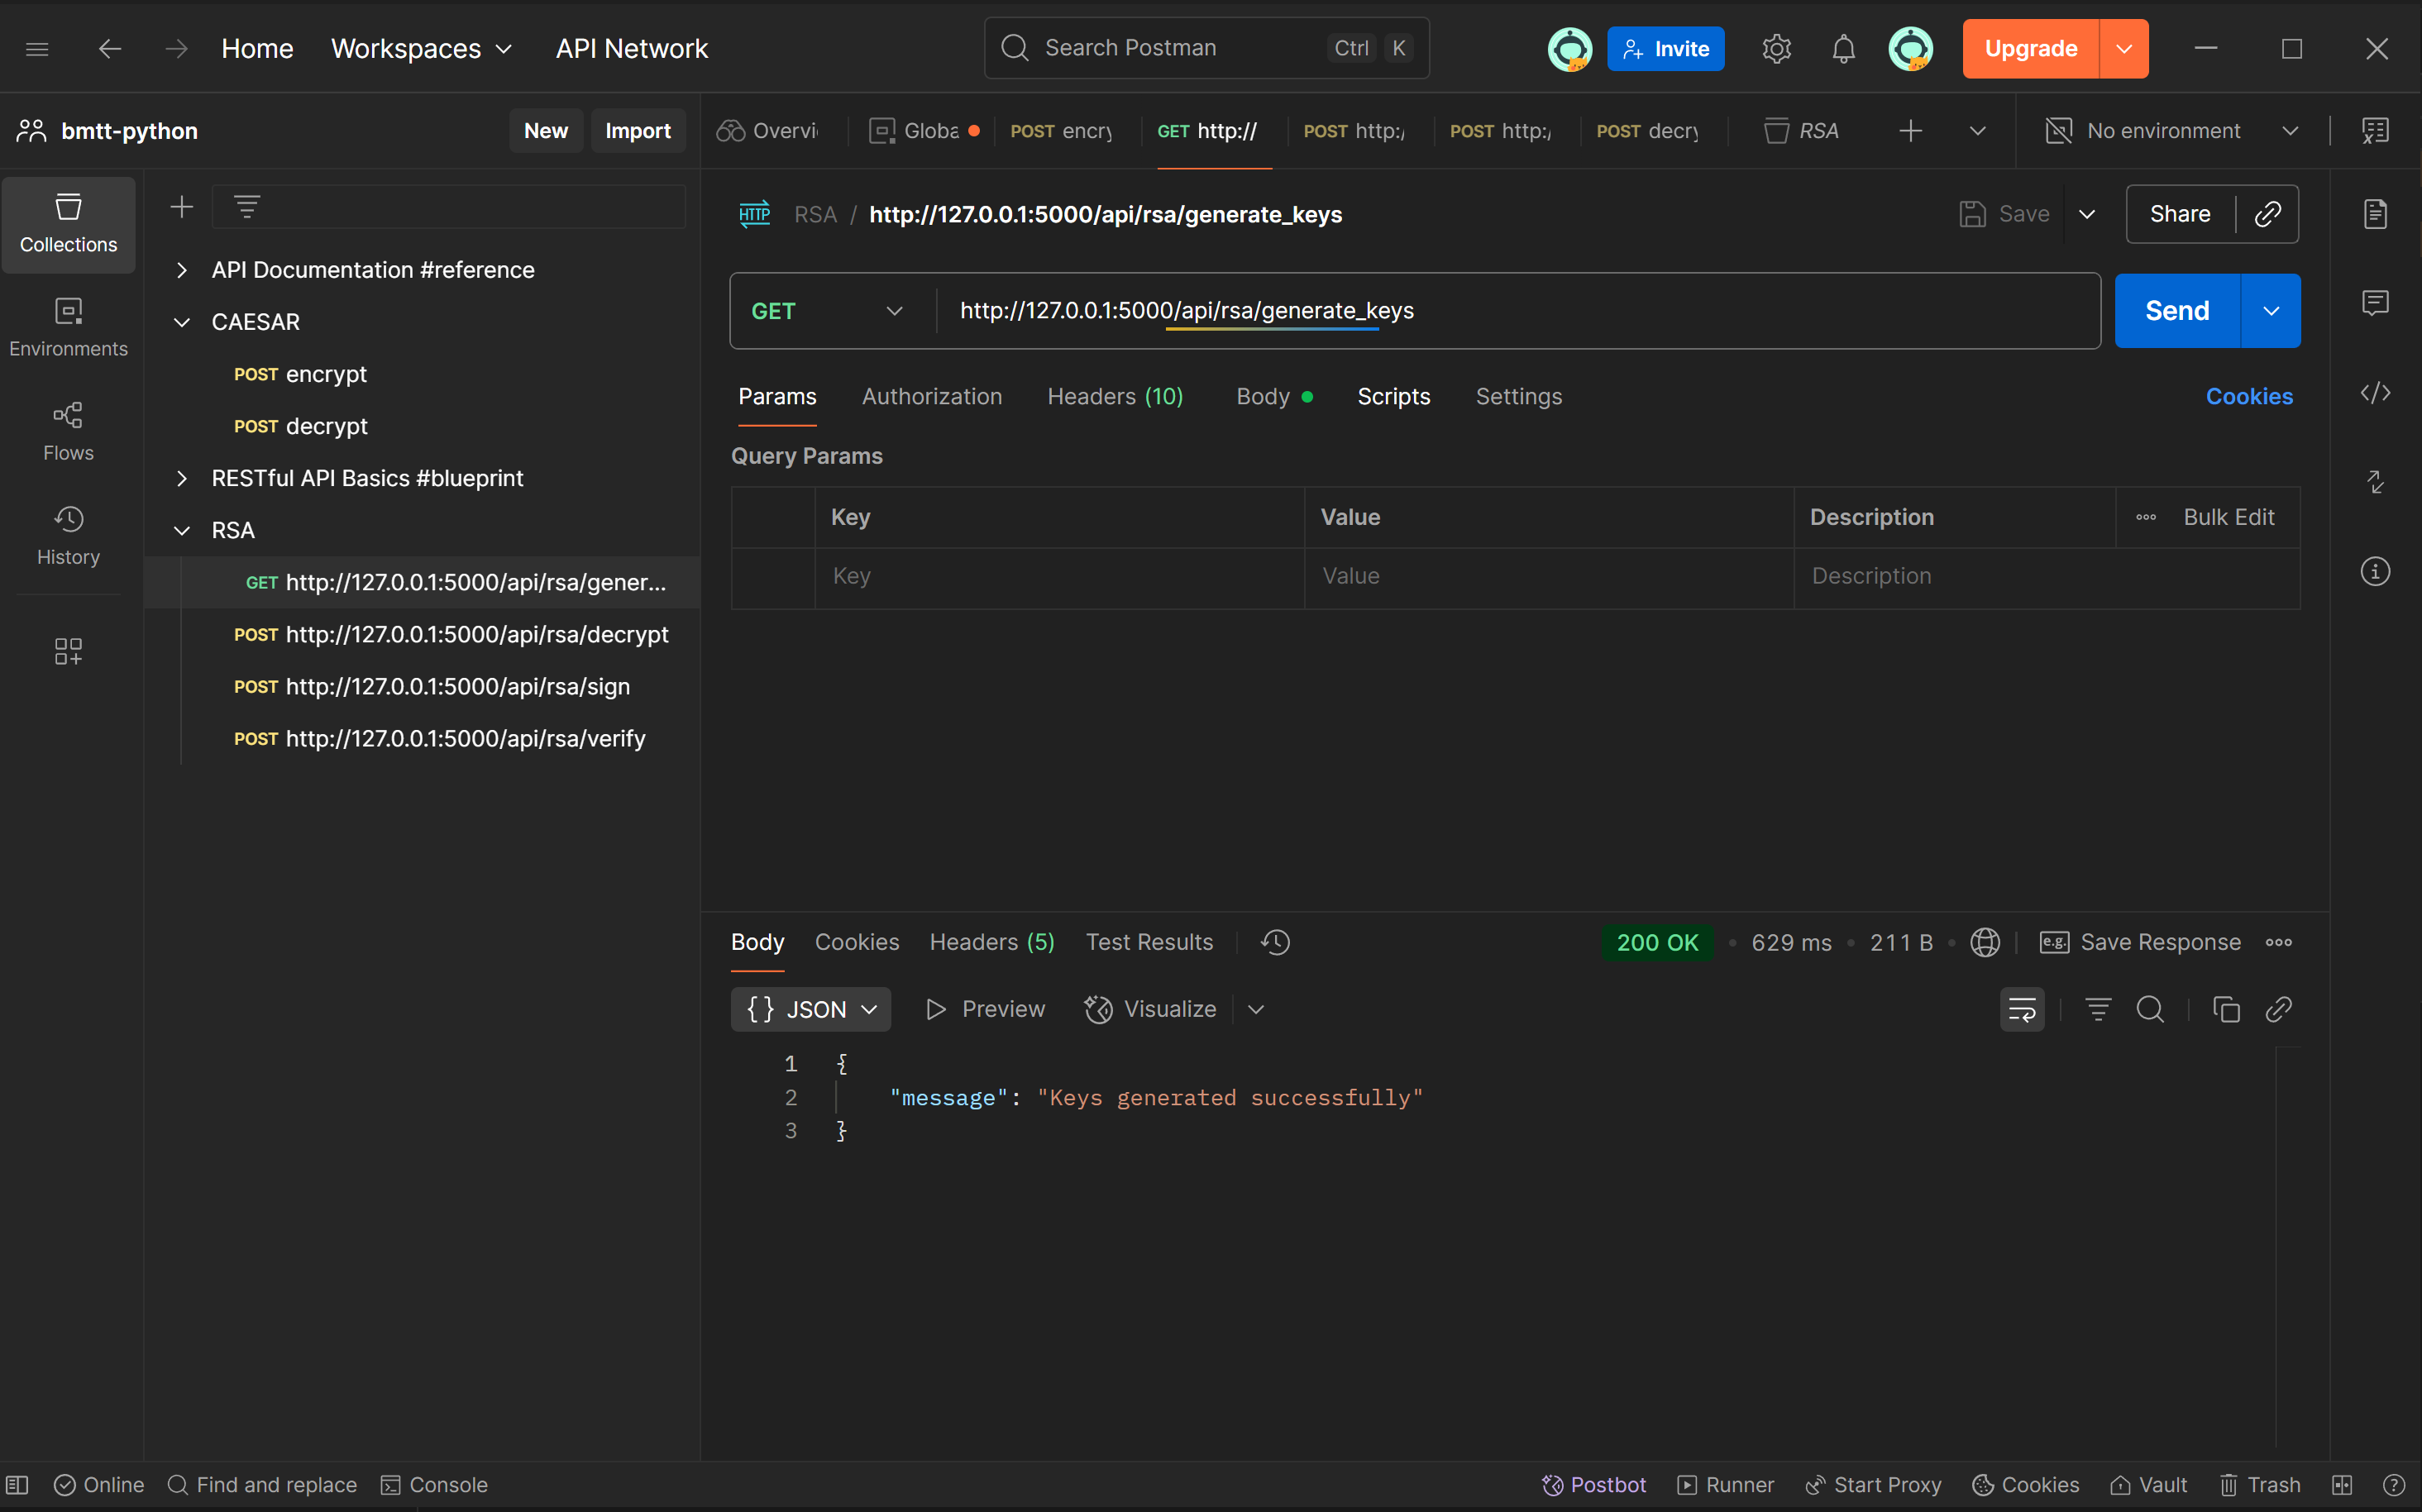 Home Workspaces API Network Search Postman Ctrl K Invite Upgrade
bmtt-python New Import Overvi Globa POST encry GET http:// POST http:/ POST http:/ POST decry RSA No environment
Collections
Environments
Flows
History
API Documentation #reference
CAESAR
POST encrypt
POST decrypt
RESTful API Basics #blueprint
RSA
GET http://127.0.0.1:5000/api/rsa/gener...
POST http://127.0.0.1:5000/api/rsa/decrypt
POST http://127.0.0.1:5000/api/rsa/sign
POST http://127.0.0.1:5000/api/rsa/verify
HTTP RSA / http://127.0.0.1:5000/api/rsa/generate_keys Save Share
GET http://127.0.0.1:5000/api/rsa/generate_keys Send
Params Authorization Headers (10) Body Scripts Settings Cookies
Query Params
Key Value Description Bulk Edit
Key Value Description
Body Cookies Headers (5) Test Results 200 OK 629 ms 211 B e.g. Save Response
{} JSON Preview Visualize
1 {
2 "message": "Keys generated successfully"
3 }
Online Find and replace Console Postbot Runner Start Proxy Cookies Vault Trash